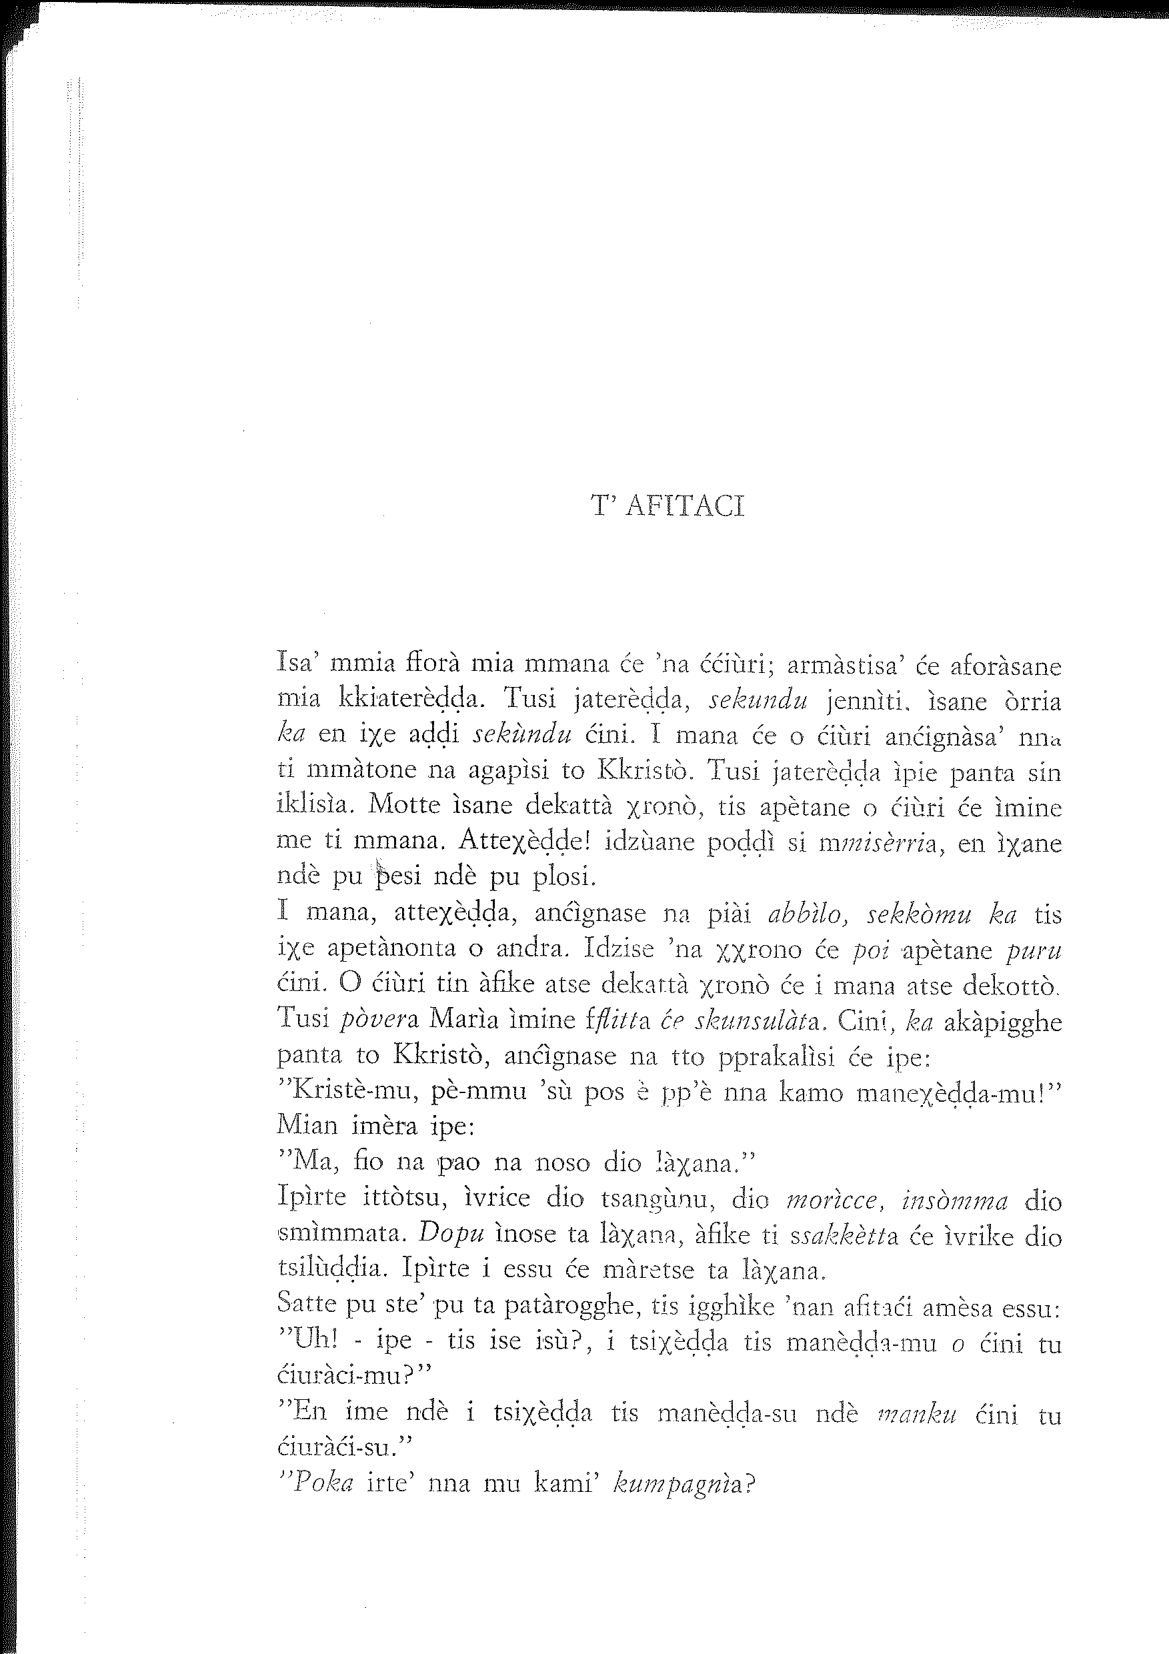 T’ AFITACI
Isa’ mmia fforà mia mmana će ’na ććiùri; armàstisa’ će aforàsane
mia kkiaterèḍḍa. Tusi jaterèḍḍa, sekundu jennìti, ìsane òrria
ka en iχe aḍḍi sekùndu ćini. I mana će o ćiùri anćignàsa’ nna
ti mmàtone na agapìsi to Kkristò. Tusi jaterèḍḍa ìpie panta sin
iklisìa. Motte ìsane dekattà χronò, tis apètane o ćiùri će ìmine
me ti mmana. Atteχèḍḍe! idzùane poḍḍì si mmisèrria, en ìχane
ndè pu pesi ndè pu plosi.
I mana, atteχèḍḍa, anćìgnase na piài abbìlo, sekkòmu ka tis
iχe apetànonta o andra. Idzise ’na χχrono će poi apètane puru
ćini. O ćiùri tin àfike atse dekattà χronò će i mana atse dekottò.
Tusi pòvera Marìa ìmine fflitta će skunsulàta. Cini, ka akàpigghe
panta to Kkristò, anćìgnase na tto pprakalìsi će ipe:
”Kristè-mu, pè-mmu ’sù pos è pp’è nna kamo maneχèḍḍa-mu!”
Mian imèra ipe:
”Ma, fio na pao na noso dio làχana.”
Ipìrte ittòtsu, ìvrice dio tsangùnu, dio morìcce, insòmma dio
smìmmata. Dopu ìnose ta làχana, àfike ti ssakkètta će ìvrike dio
tsilùḍḍia. Ipìrte i essu će màretse ta làχana.
Satte pu ste’ pu ta patàrogghe, tis igghìke ’nan afitaći amèsa essu:
”Uh! - ipe - tis ise isù?, i tsiχèḍḍa tis manèḍḍa-mu o ćini tu
ćiuràci-mu?”
”En ime ndè i tsiχèḍḍa tis manèḍḍa-su ndè manku ćini tu
ćiuràći-su.”
”Poka irte’ nna mu kami’ kumpagnìa?